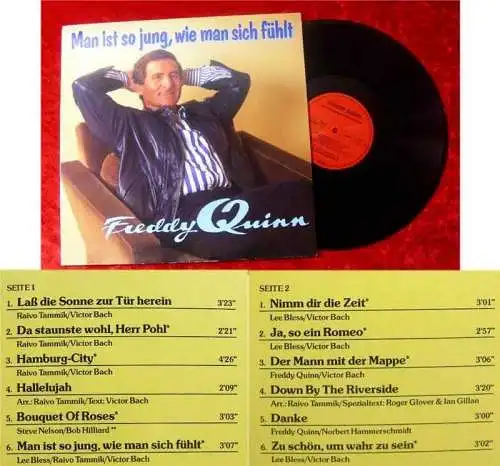 Man ist so jung, wie man sich fühlt
Freddy Quinn
SEITE 1
1. Laß die Sonne zur Tür herein 3'23"
Raivo Tammik/Victor Bach
2. Da staunste wohl, Herr Pohl* 2'21"
Raivo Tammik/Victor Bach
3. Hamburg-City* 4'26"
Raivo Tammik/Victor Bach
4. Hallelujah 2'09"
Arr.: Raivo Tammik/Text: Victor Bach
5. Bouquet Of Roses* 3'03"
Steve Nelson/Bob Hilliard **
6. Man ist so jung, wie man sich fühlt* 3'07"
Lee Bless/Raivo Tammik/Victor Bach
SEITE 2
1. Nimm dir die Zeit* 3'01"
Lee Bless/Victor Bach
2. Ja, so ein Romeo* 2'57"
Lee Bless/Victor Bach
3. Der Mann mit der Mappe* 3'06"
Freddy Quinn/Victor Bach
4. Down By The Riverside 3'20"
Arr.: Raivo Tammik/Spezialtext: Roger Glover & Ian Gillan
5. Danke 3'00"
Freddy Quinn/Norbert Hammerschmidt
6. Zu schön, um wahr zu sein* 3'02"
Lee Bless/Victor Bach